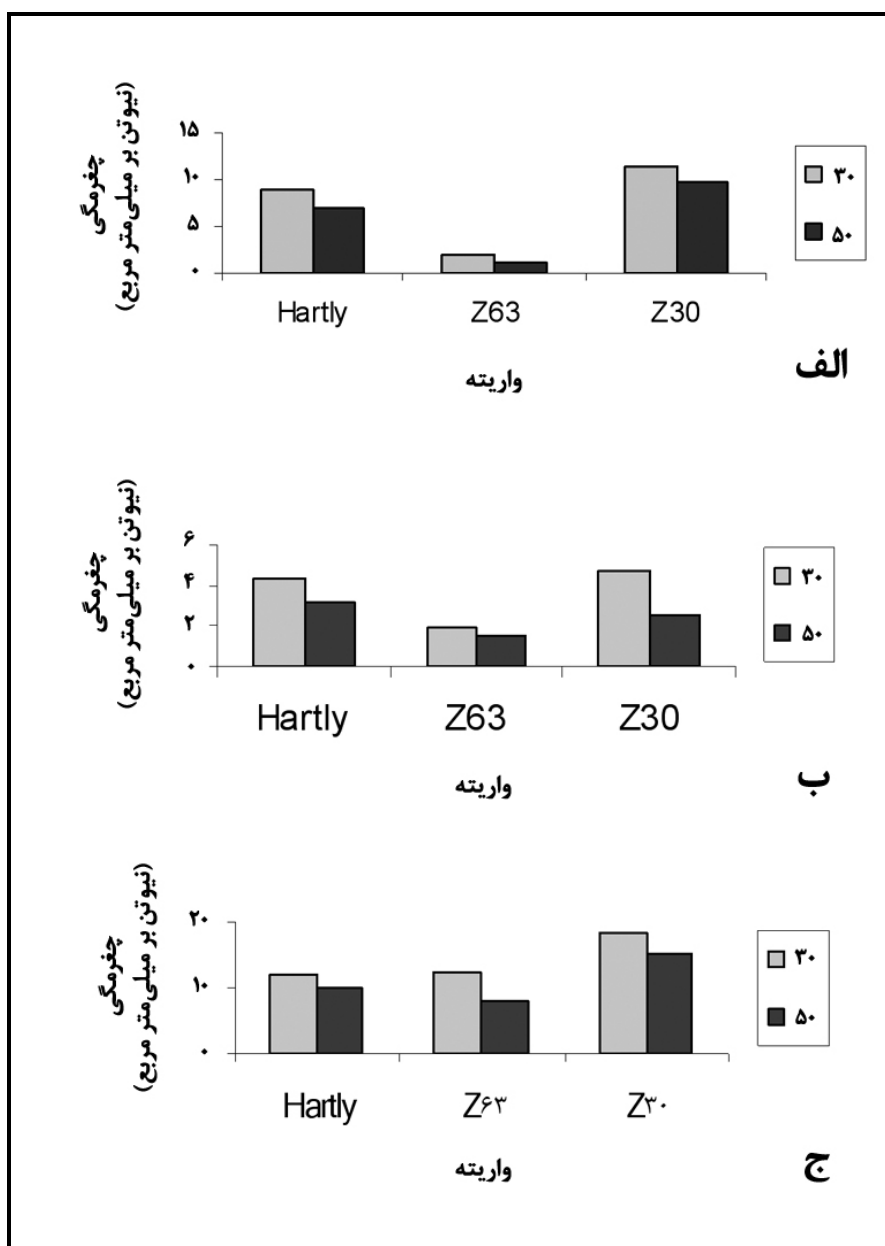 چغرمگی
(نیوتن بر میلی‌متر مربع)
۱۵
۱۰
۵
۰
Hartly Z63 Z30
واریته
۳۰
۵۰
الف
چغرمگی
(نیوتن بر میلی‌متر مربع)
۶
۴
۲
۰
Hartly Z63 Z30
واریته
۳۰
۵۰
ب
چغرمگی
(نیوتن بر میلی‌متر مربع)
۲۰
۱۰
۰
Hartly Z۶۳ Z۳۰
واریته
۳۰
۵۰
ج